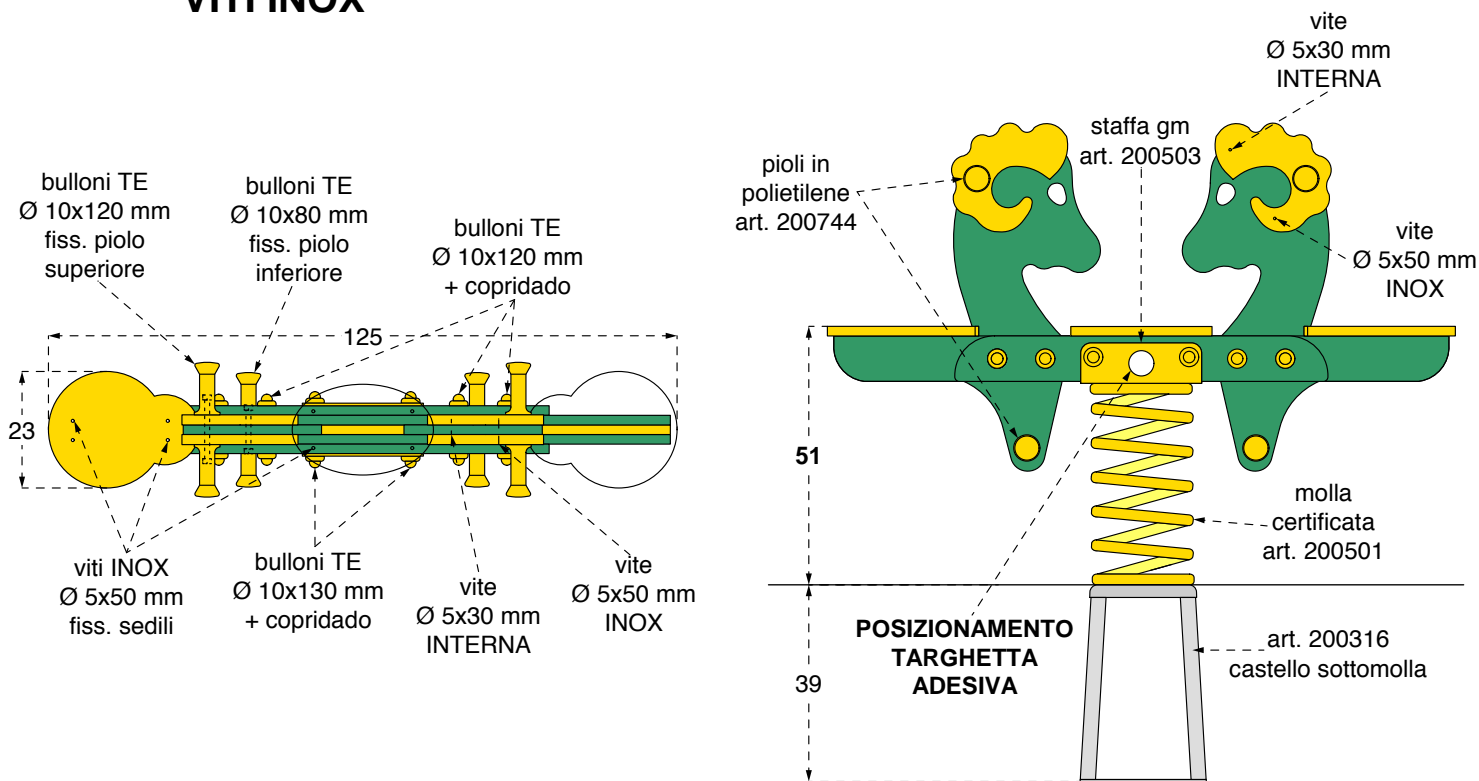 VITI INOX
bulloni TE
Ø 10x120 mm
fiss. piolo
superiore
bulloni TE
Ø 10x80 mm
fiss. piolo
inferiore
bulloni TE
Ø 10x120 mm
+ copridado
125
23
viti INOX
Ø 5x50 mm
fiss. sedili
bulloni TE
Ø 10x130 mm
+ copridado
vite
Ø 5x30 mm
INTERNA
vite
Ø 5x50 mm
INOX
vite
Ø 5x30 mm
INTERNA
staffa gm
art. 200503
pioli in
polietilene
art. 200744
vite
Ø 5x50 mm
INOX
51
molla
certificata
art. 200501
POSIZIONAMENTO
TARGHETTA
ADESIVA
art. 200316
castello sottomolla
39